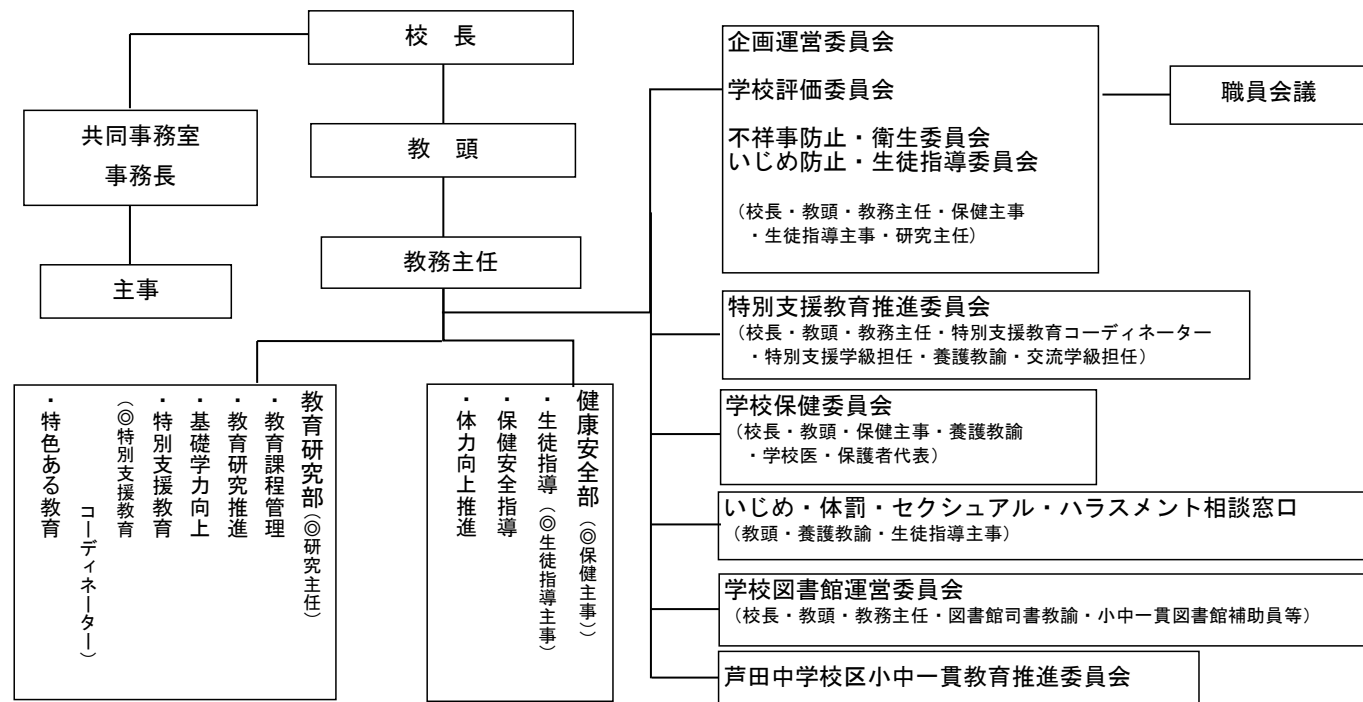 校　長
共同事務室
事務長
主事
教　頭
教務主任
企画運営委員会
学校評価委員会
不祥事防止・衛生委員会
いじめ防止・生徒指導委員会
（校長・教頭・教務主任・保健主事
・生徒指導主事・研究主任）
職員会議
特別支援教育推進委員会
（校長・教頭・教務主任・特別支援教育コーディネーター
・特別支援学級担任・養護教諭・交流学級担任）
学校保健委員会
（校長・教頭・保健主事・養護教諭
・学校医・保護者代表）
いじめ・体罰・セクシュアル・ハラスメント相談窓口
（教頭・養護教諭・生徒指導主事）
学校図書館運営委員会
（校長・教頭・教務主任・図書館司書教諭・小中一貫図書館補助員等）
芦田中学校区小中一貫教育推進委員会
教育研究部（◎研究主任）
・教育課程管理
・教育研究推進
・基礎学力向上
・特別支援教育
（◎特別支援教育
コーディネーター）
・特色ある教育
健康安全部（◎保健主事））
・生徒指導（◎生徒指導主事）
・保健安全指導
・体力向上推進